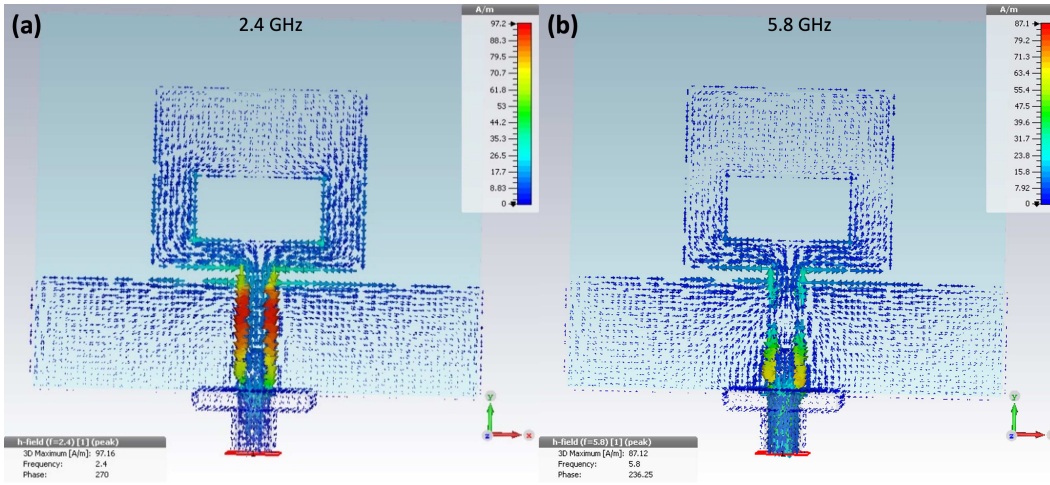 (a)
2.4 GHz
A/m
97.2
88.3
79.5
70.7
61.8
53
44.2
35.3
26.5
17.7
8.83
0
y
z
x
h-field (f=2.4) [1] (peak)
3D Maximum [A/m]: 97.16
Frequency: 2.4
Phase: 270
(b)
5.8 GHz
A/m
87.1
79.2
71.3
63.4
55.4
47.5
39.6
31.7
23.8
15.8
7.92
0
y
z
h-field (f=5.8) [1] (peak)
3D Maximum [A/m]: 87.12
Frequency: 5.8
Phase: 236.25